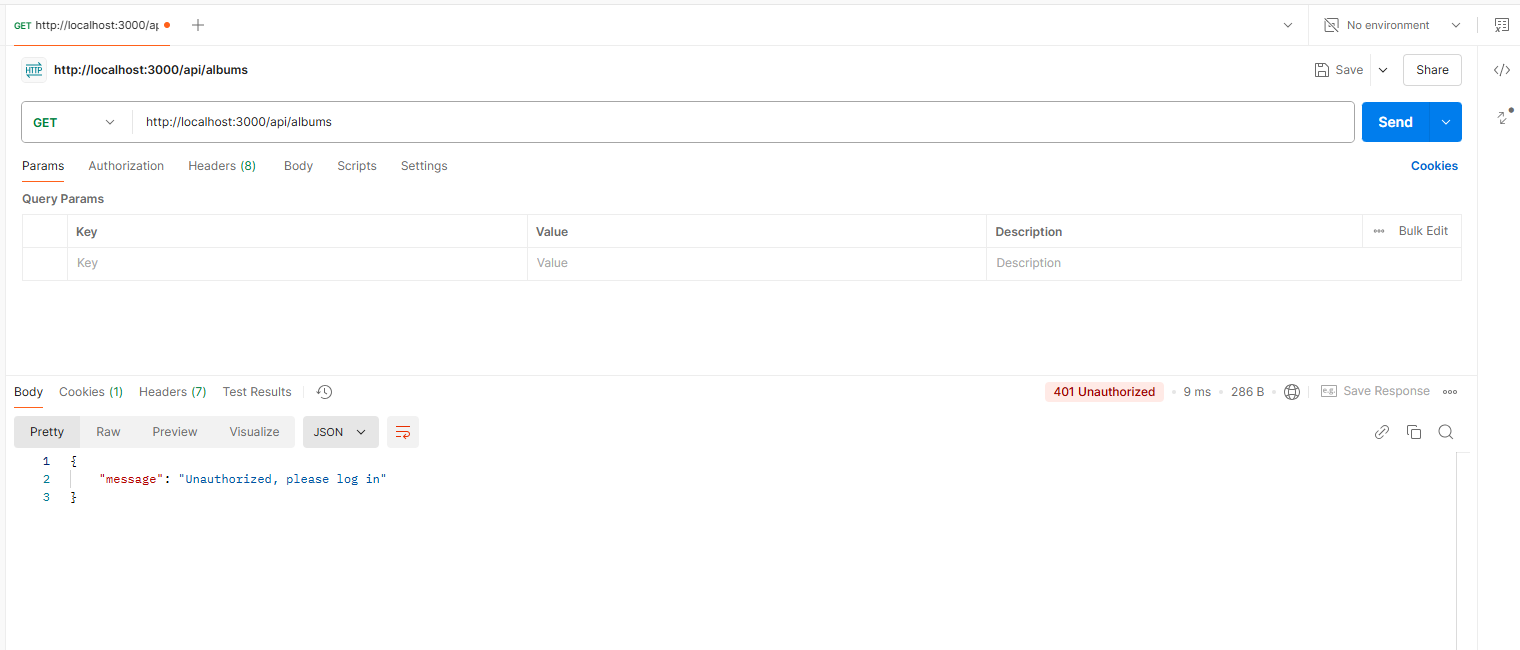 GET http://localhost:3000/ap
No environment
HTTP http://localhost:3000/api/albums
Save Share
GET http://localhost:3000/api/albums Send
Params Authorization Headers (8) Body Scripts Settings Cookies
Query Params
Key Value Description Bulk Edit
Key Value Description
Body Cookies (1) Headers (7) Test Results 401 Unauthorized 9 ms 286 B e.g. Save Response
Pretty Raw Preview Visualize JSON
1 {
2 "message": "Unauthorized, please log in"
3 }